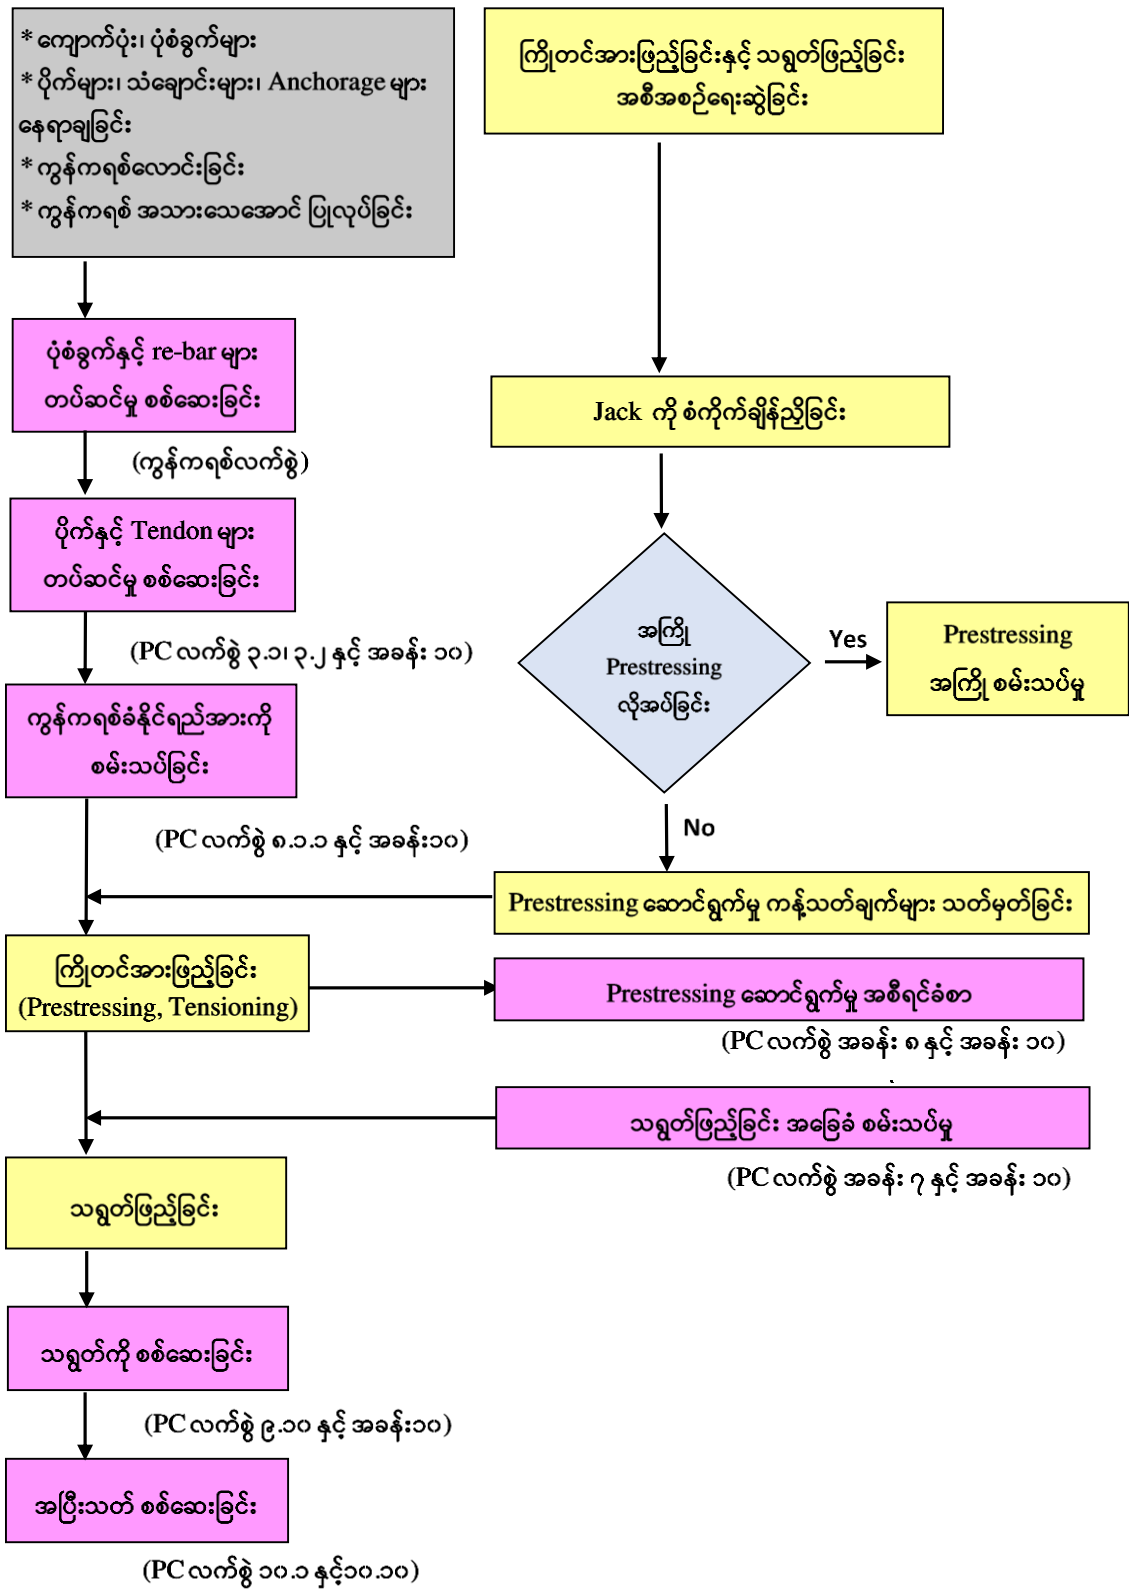 * ကျောက်ပုံး၊ ပုံစံခွက်များ
* ပိုက်များ၊ သံချောင်းများ၊ Anchorage များ
နေရာချခြင်း
* ကွန်ကရစ်လောင်းခြင်း
* ကွန်ကရစ် အသားသေအောင် ပြုလုပ်ခြင်း
ကြိုတင်အားဖြည့်ခြင်းနှင့် သရွတ်ဖြည့်ခြင်း
အစီအစဉ်ရေးဆွဲခြင်း
ပုံစံခွက်နှင့် re-bar များ
တပ်ဆင်မှု စစ်ဆေးခြင်း
(ကွန်ကရစ်လက်စွဲ)
Jack ကို စံကိုက်ချိန်ညှိခြင်း
ပိုက်နှင့် Tendon များ
တပ်ဆင်မှု စစ်ဆေးခြင်း
(PC လက်စွဲ ၃.၁၊ ၃.၂ နှင့် အခန်း ၁၀)
အကြို
Prestressing
လိုအပ်ခြင်း
Yes
Prestressing
အကြို စမ်းသပ်မှု
ကွန်ကရစ်ခံနိုင်ရည်အားကို
စမ်းသပ်ခြင်း
(PC လက်စွဲ ၈.၁.၁ နှင့် အခန်း၁၀)
No
Prestressing ဆောင်ရွက်မှု ကန့်သတ်ချက်များ သတ်မှတ်ခြင်း
ကြိုတင်အားဖြည့်ခြင်း
(Prestressing, Tensioning)
Prestressing ဆောင်ရွက်မှု အစီရင်ခံစာ
(PC လက်စွဲ အခန်း ၈ နှင့် အခန်း ၁၀)
သရွတ်ဖြည့်ခြင်း အခြေခံ စမ်းသပ်မှု
(PC လက်စွဲ အခန်း ၇ နှင့် အခန်း ၁၀)
သရွတ်ဖြည့်ခြင်း
သရွတ်ကို စစ်ဆေးခြင်း
(PC လက်စွဲ ၉.၁၀ နှင့် အခန်း၁၀)
အပြီးသတ် စစ်ဆေးခြင်း
(PC လက်စွဲ ၁၀.၁ နှင့်၁၀.၁၀)